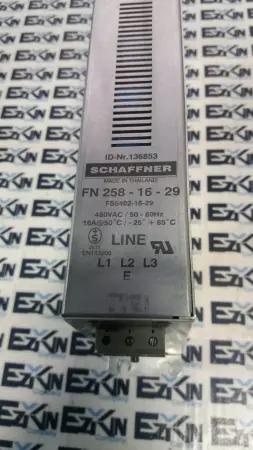 ID-Nr.136853
SCHAFFNER
MADE IN THAILAND
FN 258 - 16 - 29
FS5402-16-29
480VAC / 50 - 60Hz
16A@50°C / - 25° + 85°C
LINE
L1 L2 L3
E